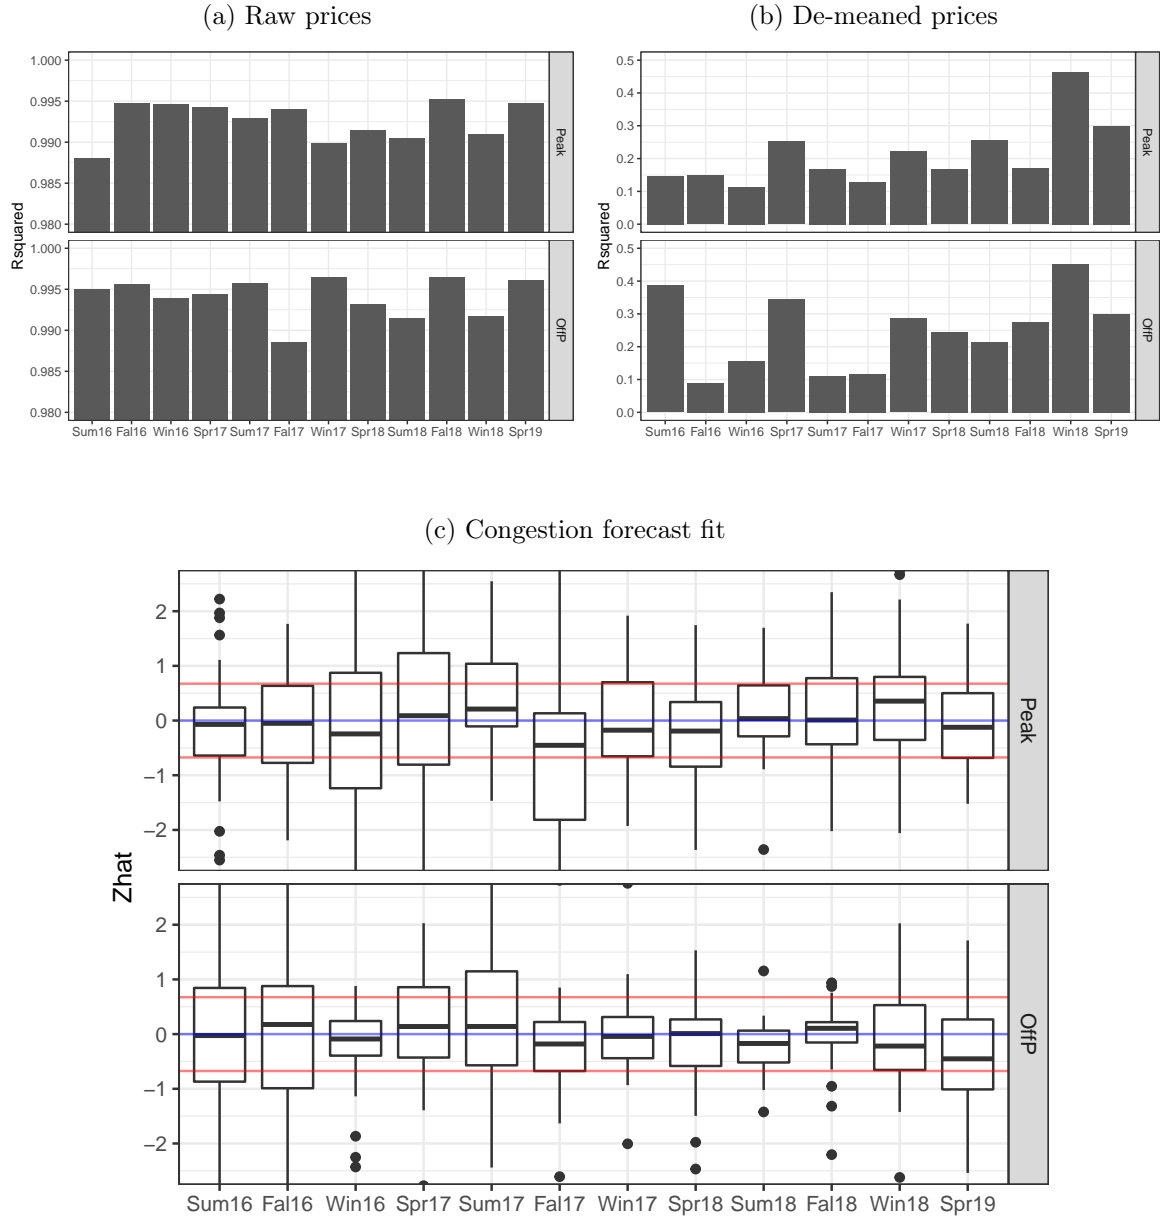 (a) Raw prices
(b) De-meaned prices
Rsquared
1.000
0.995
0.990
0.985
0.980
Peak
1.000
0.995
0.990
0.985
0.980
OffP
Sum16 Fal16 Win16 Spr17 Sum17 Fal17 Win17 Spr18 Sum18 Fal18 Win18 Spr19
Rsquared
0.5
0.4
0.3
0.2
0.1
0.0
Peak
0.5
0.4
0.3
0.2
0.1
0.0
OffP
Sum16 Fal16 Win16 Spr17 Sum17 Fal17 Win17 Spr18 Sum18 Fal18 Win18 Spr19
(c) Congestion forecast fit
Zhat
2
1
0
−1
−2
Peak
2
1
0
−1
−2
OffP
Sum16 Fal16 Win16 Spr17 Sum17 Fal17 Win17 Spr18 Sum18 Fal18 Win18 Spr19